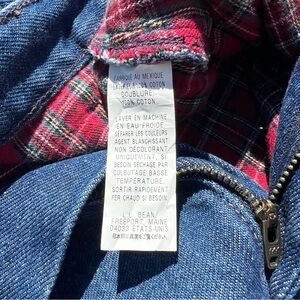 FABRIQUÉ AU MEXIQUE
100% COTON
DOUBLURE:
100% COTON
LAVER EN MACHINE
EN EAU FROIDE.
SÉPARER LES COULEURS
AGENT BLANCHISSANT
NON DÉCOLORANT
UNIQUEMENT, SI
BESOIN SÉCHAGE PAR
CULBUTAGE BASSE
TEMPÉRATURE,
SORTIR RAPIDEMENT
FER CHAUD SI BESOIN.
L.L. BEAN
FREEPORT, MAINE
04033 ÉTATS-UNIS